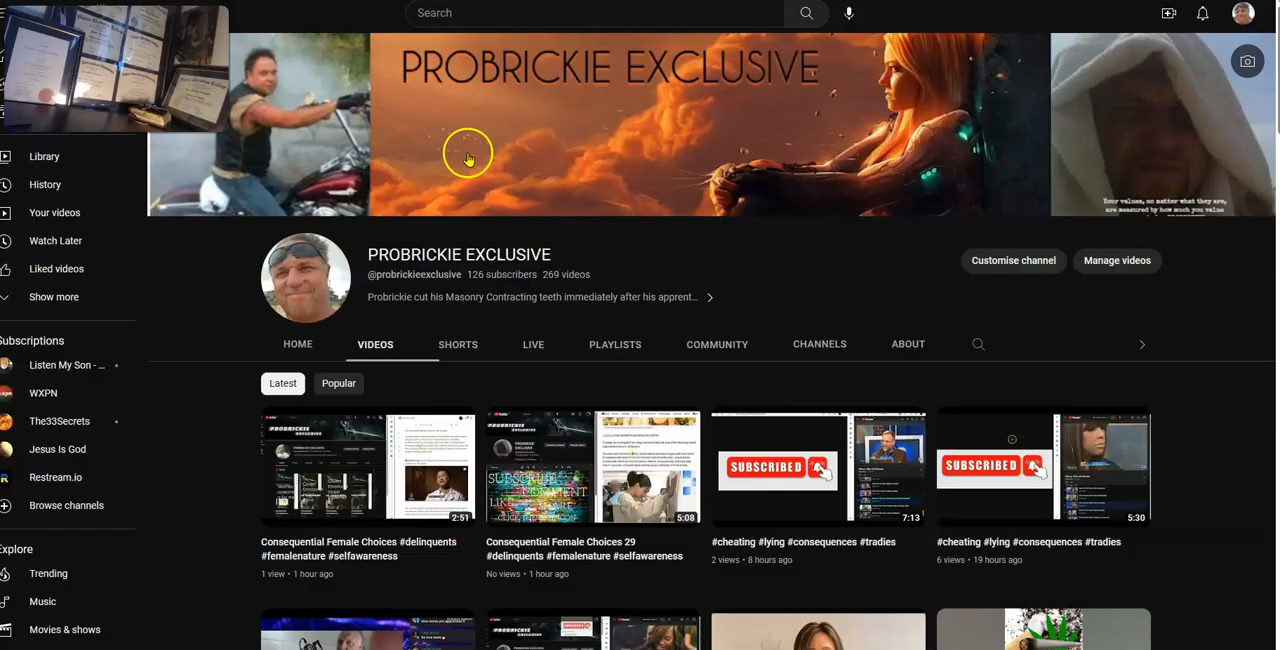 Search
PROBRICKIE EXCLUSIVE
Your values, no matter what they are,
are measured by how much you value
Library
History
Your videos
Watch Later
Liked videos
Show more
Subscriptions
Listen My Son - ...
WXPN
The33Secrets
Jesus Is God
Restream.io
Browse channels
Explore
Trending
Music
Movies & shows
PROBRICKIE EXCLUSIVE
@probrickieexclusive 126 subscribers 269 videos
Probrickie cut his Masonry Contracting teeth immediately after his apprent...
Customise channel
Manage videos
HOME
VIDEOS
SHORTS
LIVE
PLAYLISTS
COMMUNITY
CHANNELS
ABOUT
Latest
Popular
2:51
SUBSCRIBE
COMMENT
LIKE
5:08
SUBSCRIBED
7:13
SUBSCRIBED
5:30
Consequential Female Choices #delinquents
#femalenature #selfawareness
1 view • 1 hour ago
Consequential Female Choices 29
#delinquents #femalenature #selfawareness
No views • 1 hour ago
#cheating #lying #consequences #tradies
2 views • 8 hours ago
#cheating #lying #consequences #tradies
6 views • 19 hours ago